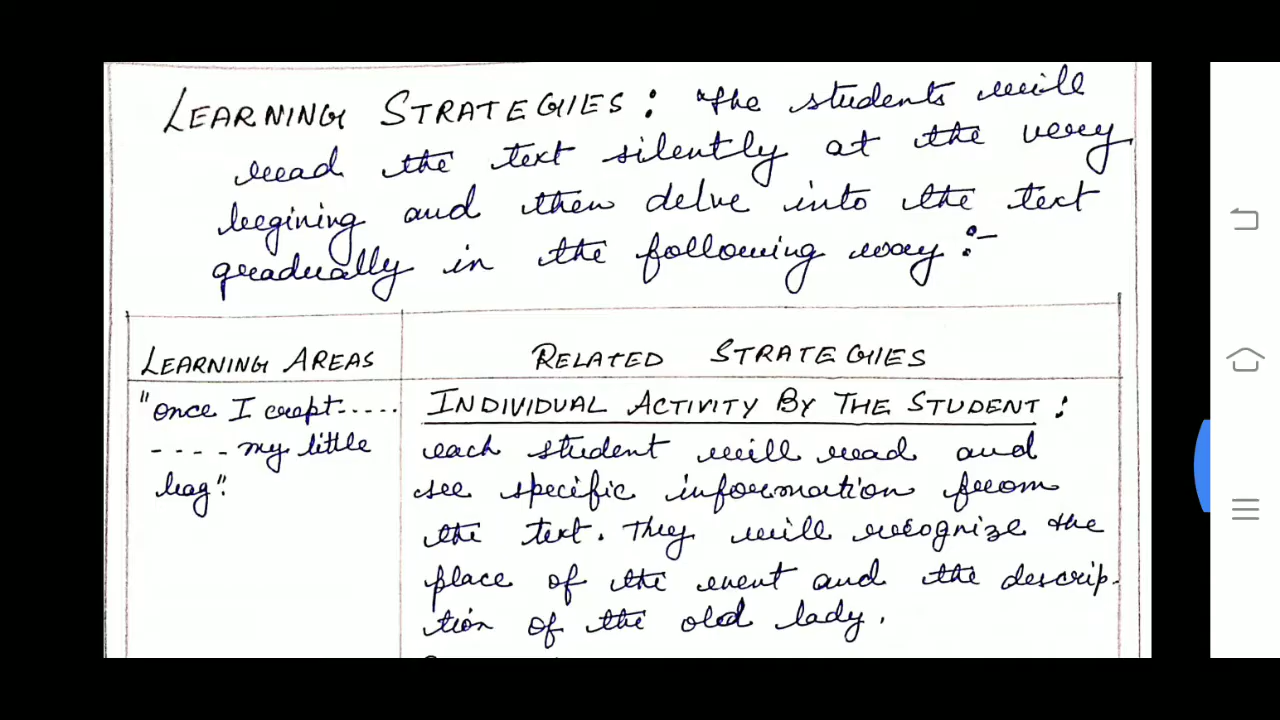 LEARNING STRATEGIES: The students will
read the text silently at the very
begining and then delve into the text
gradually in the following way :-
LEARNING AREAS
RELATED STRATEGIES
"Once I crept.....
---- my little
bag".
INDIVIDUAL ACTIVITY BY THE STUDENT:
each student will read and
see specific information from
the text. They will recognize the
place of the event and the descrip-
tion of the old lady.